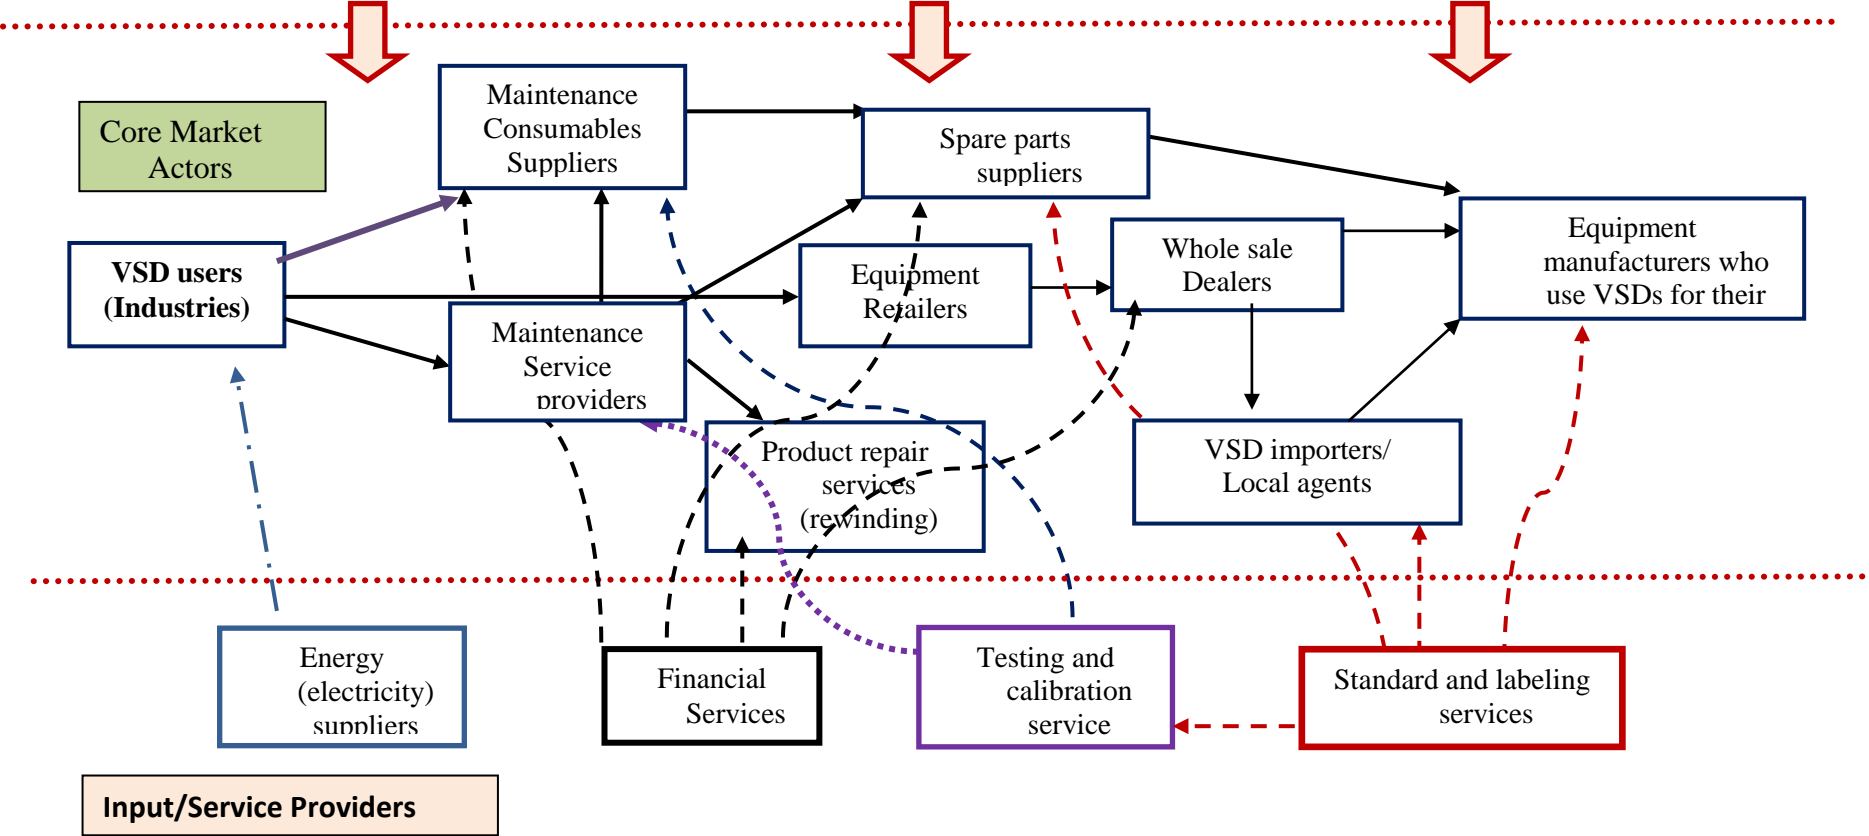 Maintenance
Consumables
Suppliers
Core Market
Actors
Spare parts
suppliers
Equipment
manufacturers who
use VSDs for their
Whole sale
Dealers
VSD users
(Industries)
Equipment
Retailers
Maintenance
Service
providers
Product repair
services
(rewinding)
VSD importers/
Local agents
Energy
(electricity)
suppliers
Financial
Services
Testing and
calibration
service
Standard and labeling
services
Input/Service Providers